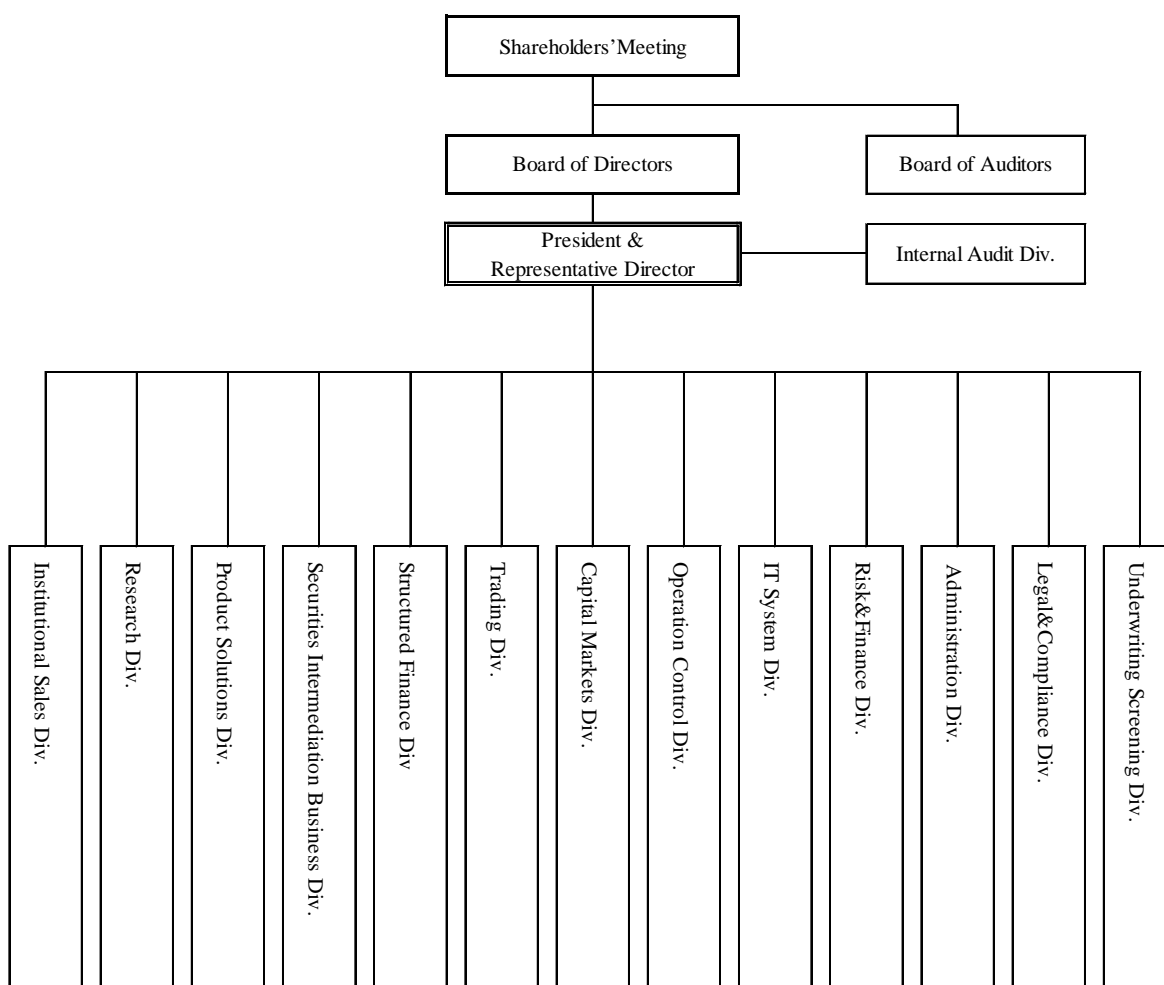 Shareholders’Meeting
Board of Directors
Board of Auditors
President &
Representative Director
Internal Audit Div.
Institutional Sales Div.
Research Div.
Product Solutions Div.
Securities Intermediation Business Div.
Structured Finance Div
Trading Div.
Capital Markets Div.
Operation Control Div.
IT System Div.
Risk&Finance Div.
Administration Div.
Legal&Compliance Div.
Underwriting Screening Div.